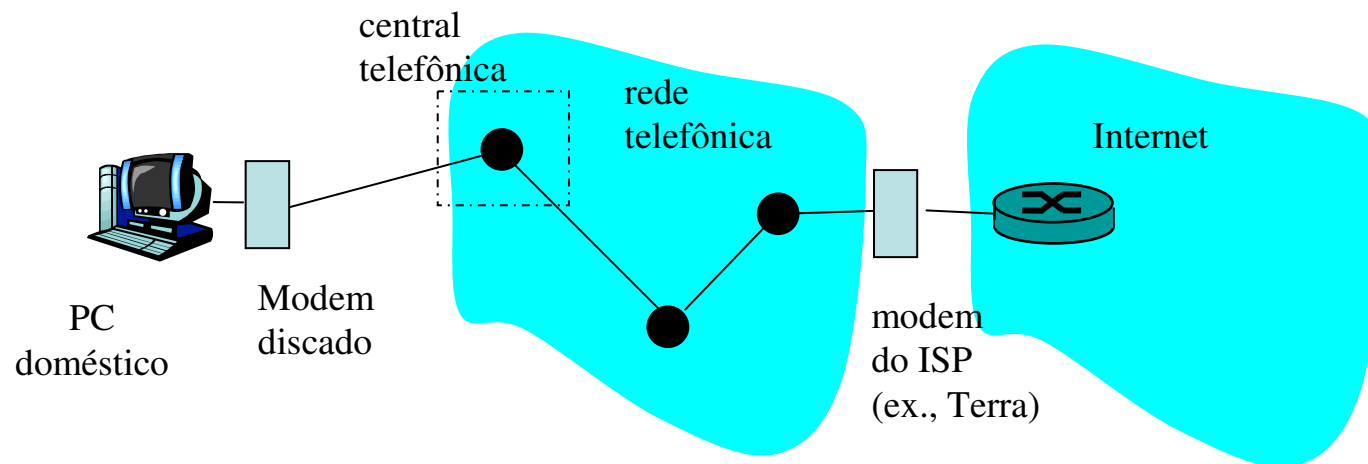 central
telefônica
rede
telefônica
Internet
PC
doméstico
Modem
discado
modem
do ISP
(ex., Terra)